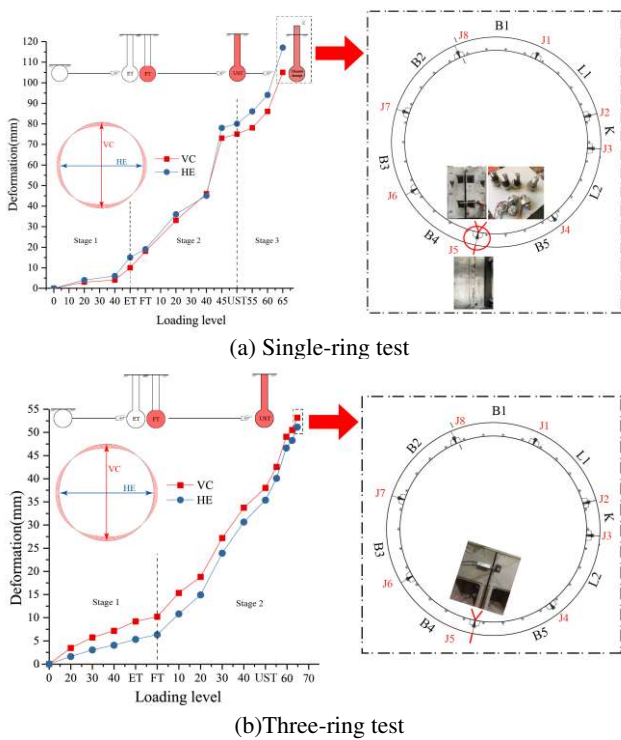 120
110
100
90
80
70
60
50
40
30
20
10
0
Deformation(mm)
ET
FT
UST
VC
HE
VC
HE
Stage 1
Stage 2
Stage 3
0 20 40 ET FT 20 40 45 UST 55 60 65
Loading level
B1
J8
J1
B2
L1
J7
J2
K
J3
B3
L2
J6
J4
B4
J5
B5
(a) Single-ring test
55
50
45
40
35
30
25
20
15
10
5
0
Deformation(mm)
ET
FT
UST
VC
HE
VC
HE
Stage 1
Stage 2
0 20 30 40 ET FT 10 20 30 40 UST 60 70
Loading level
B1
J8
J1
B2
L1
J7
J2
K
J3
B3
L2
J6
J4
B4
J5
B5
(b)Three-ring test